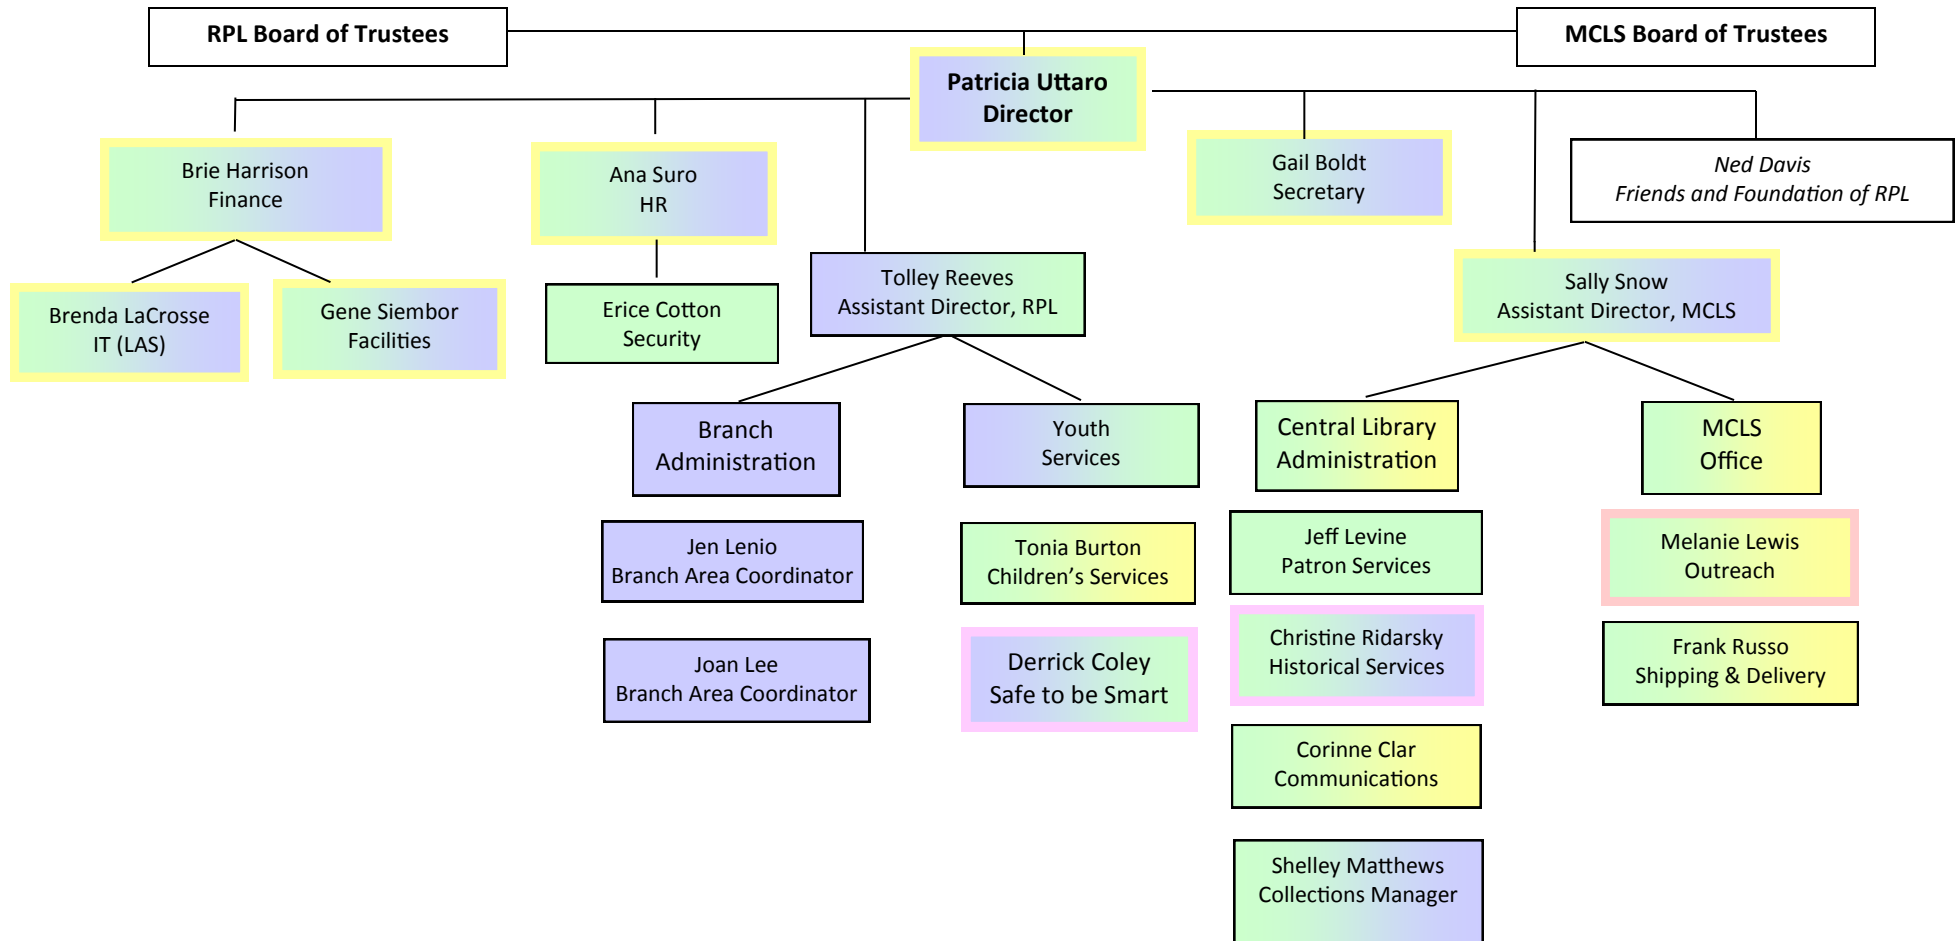 RPL Board of Trustees
MCLS Board of Trustees
Patricia Uttaro
Director
Brie Harrison
Finance
Ana Suro
HR
Gail Boldt
Secretary
Ned Davis
Friends and Foundation of RPL
Brenda LaCrosse
IT (LAS)
Gene Siembor
Facilities
Erice Cotton
Security
Tolley Reeves
Assistant Director, RPL
Sally Snow
Assistant Director, MCLS
Branch
Administration
Youth
Services
Central Library
Administration
MCLS
Office
Jen Lenio
Branch Area Coordinator
Tonia Burton
Children’s Services
Jeff Levine
Patron Services
Melanie Lewis
Outreach
Joan Lee
Branch Area Coordinator
Derrick Coley
Safe to be Smart
Christine Ridarsky
Historical Services
Frank Russo
Shipping & Delivery
Corinne Clar
Communications
Shelley Matthews
Collections Manager